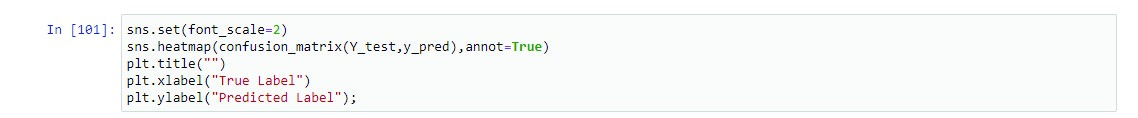 In [101]: sns.set(font_scale=2)
sns.heatmap(confusion_matrix(Y_test,y_pred),annot=True)
plt.title("")
plt.xlabel("True Label")
plt.ylabel("Predicted Label");